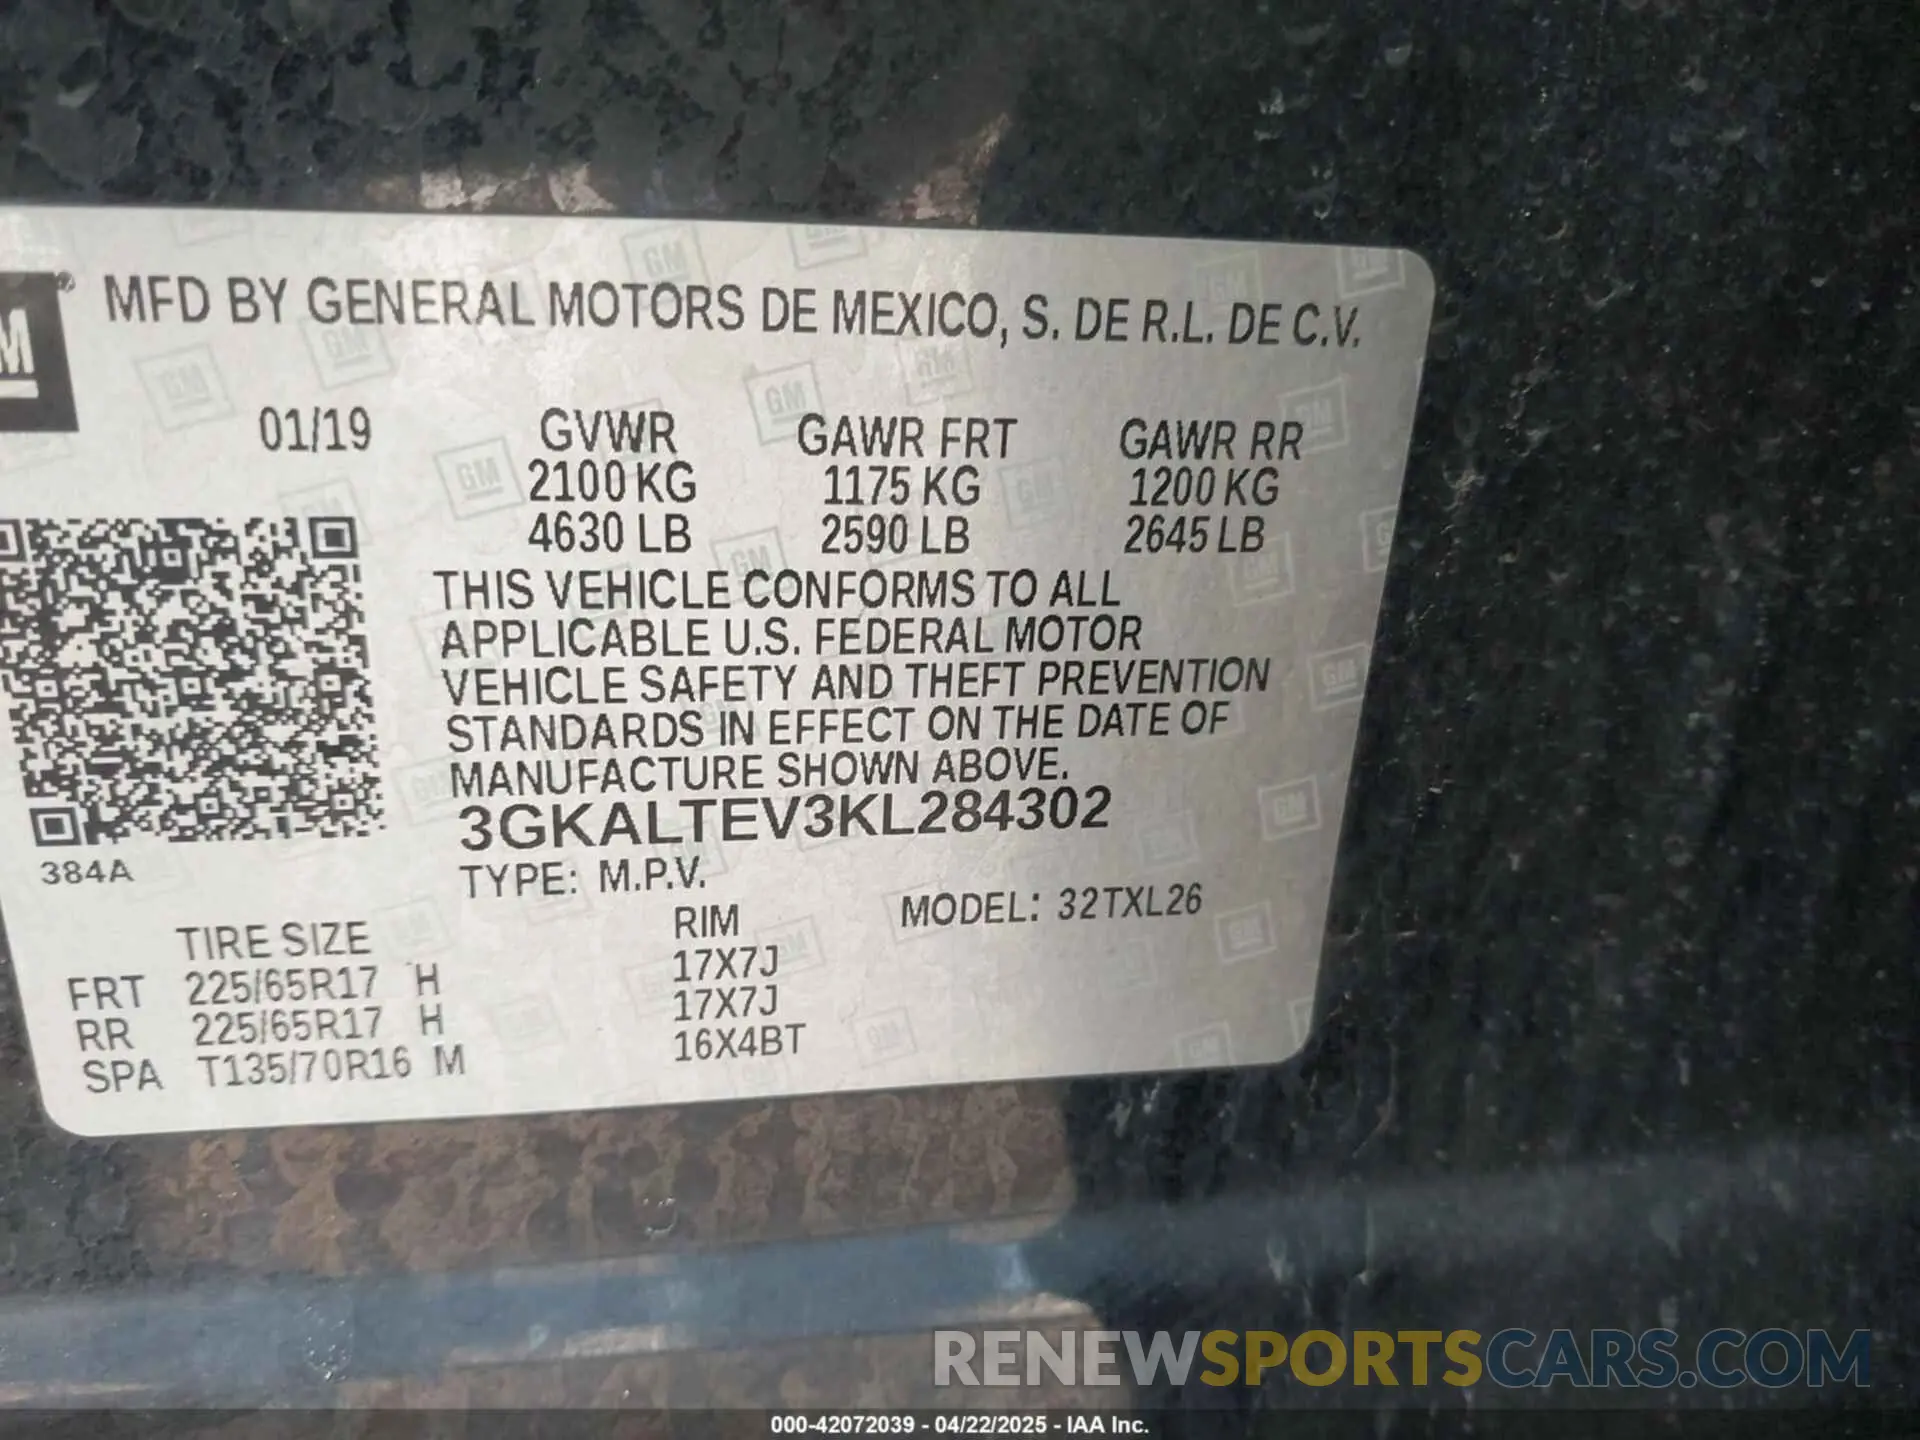 MFD BY GENERAL MOTORS DE MEXICO, S. DE R.L. DE C.V.
01/19 GVWR GAWR FRT GAWR RR
2100 KG 1175 KG 1200 KG
4630 LB 2590 LB 2645 LB
THIS VEHICLE CONFORMS TO ALL
APPLICABLE U.S. FEDERAL MOTOR
VEHICLE SAFETY AND THEFT PREVENTION
STANDARDS IN EFFECT ON THE DATE OF
MANUFACTURE SHOWN ABOVE.
3GKALTEV3KL284302
384A
TYPE: M.P.V.
MODEL: 32TXL26
TIRE SIZE RIM
FRT 225/65R17 H 17X7J
RR 225/65R17 H 17X7J
SPA T135/70R16 M 16X4BT
RENEWSPORTSCARS.COM
000-42072039 - 04/22/2025 - IAA Inc.